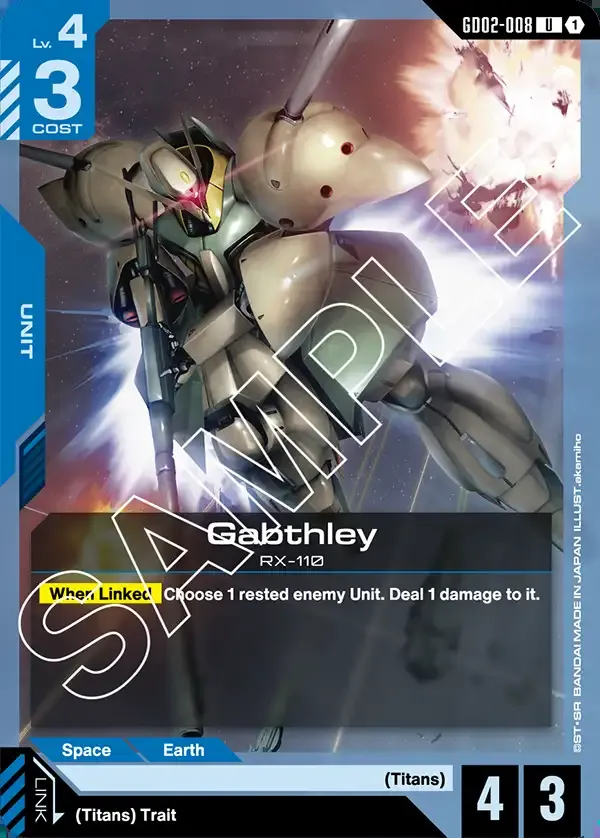 GD02-008 U 1
Lv. 4
3
COST
UNIT
SAMPLE
Gabthley
RX-110
When Linked Choose 1 rested enemy Unit. Deal 1 damage to it.
Space Earth
(Titans)
LINK
(Titans) Trait
4 3
©ST・SR BANDAI MADE IN JAPAN ILLUST.akamiho